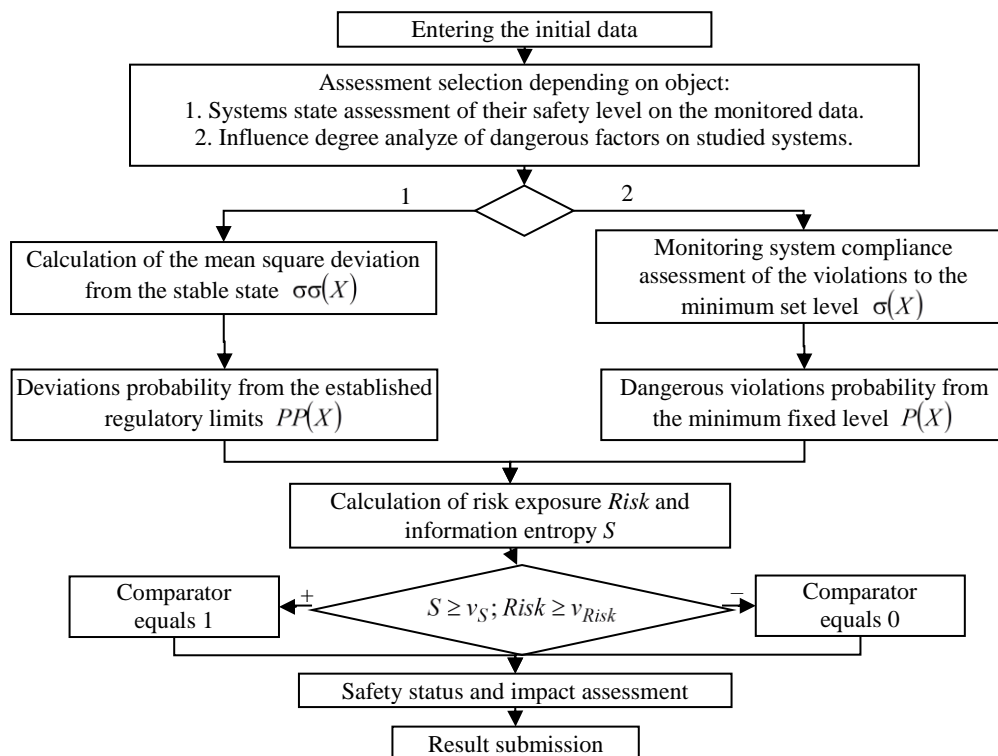 Entering the initial data
Assessment selection depending on object:
1. Systems state assessment of their safety level on the monitored data.
2. Influence degree analyze of dangerous factors on studied systems.
1
2
Calculation of the mean square deviation
from the stable state σσ(X)
Monitoring system compliance
assessment of the violations to the
minimum set level σ(X)
Deviations probability from the established
regulatory limits PP(X)
Dangerous violations probability from
the minimum fixed level P(X)
Calculation of risk exposure Risk and
information entropy S
Comparator
equals 1
+
S ≥ v_S; Risk ≥ v_Risk
−
Comparator
equals 0
Safety status and impact assessment
Result submission